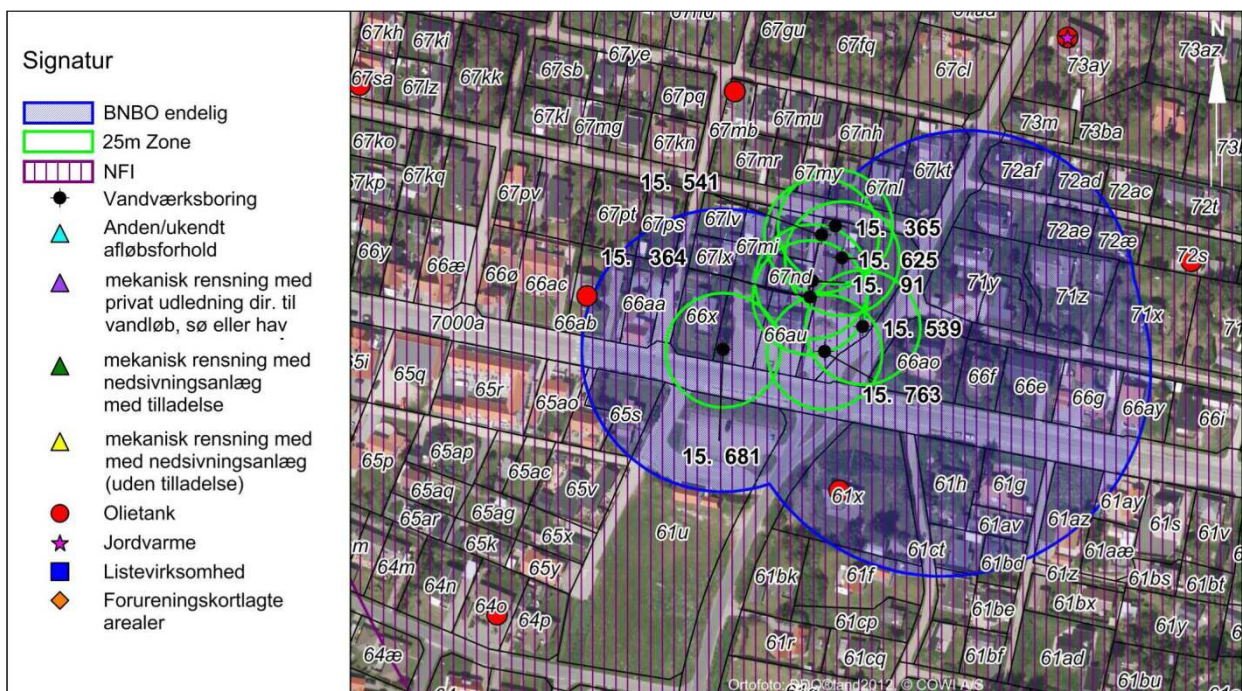 Signatur
BNBO endelig
25m Zone
NFI
Vandværksboring
Anden/ukendt
afløbsforhold
mekanisk rensning med
privat udledning dir. til
vandløb, sø eller hav
mekanisk rensning med
nedsivningsanlæg
med tilladelse
mekanisk rensning med
med nedsivningsanlæg
(uden tilladelse)
Olietank
Jordvarme
Listevirksomhed
Forureningskortlagte
arealer
N
67kh
67ki
67ye
67gu
67fq
73az
67sa
67lz
67kk
67sb
67pq
67cl
73ay
67kl
67mg
67mb
67mu
73m
73ba
67ko
67kq
67kn
67mr
67nh
67kt
72af
72ad
72ac
67kp
67pv
15. 541
67my
67nl
72t
67pt
67ps
67lv
15. 365
72ae
72æ
66y
66æ
66ø
66ac
15. 364
67lx
67mi
15. 625
72s
67nd
15. 91
71y
71z
71x
7000a
66ab
66aa
66x
66au
15. 539
66ao
65i
65q
65r
65ao
65s
15. 763
66f
66e
66g
66ay
66i
65p
65ap
65ac
65v
15. 681
61x
61h
61g
61ay
65aq
65ag
61av
61az
61s
61v
65ar
65k
65x
61u
61ct
61bd
61aæ
64m
65y
61bk
61f
61z
61bs
61bt
64n
64o
64p
61be
61bx
61y
61cp
61r
61cq
61bf
61ad
64æ
61bu
Ortofoto: DDO®land2012, © COWI A/S